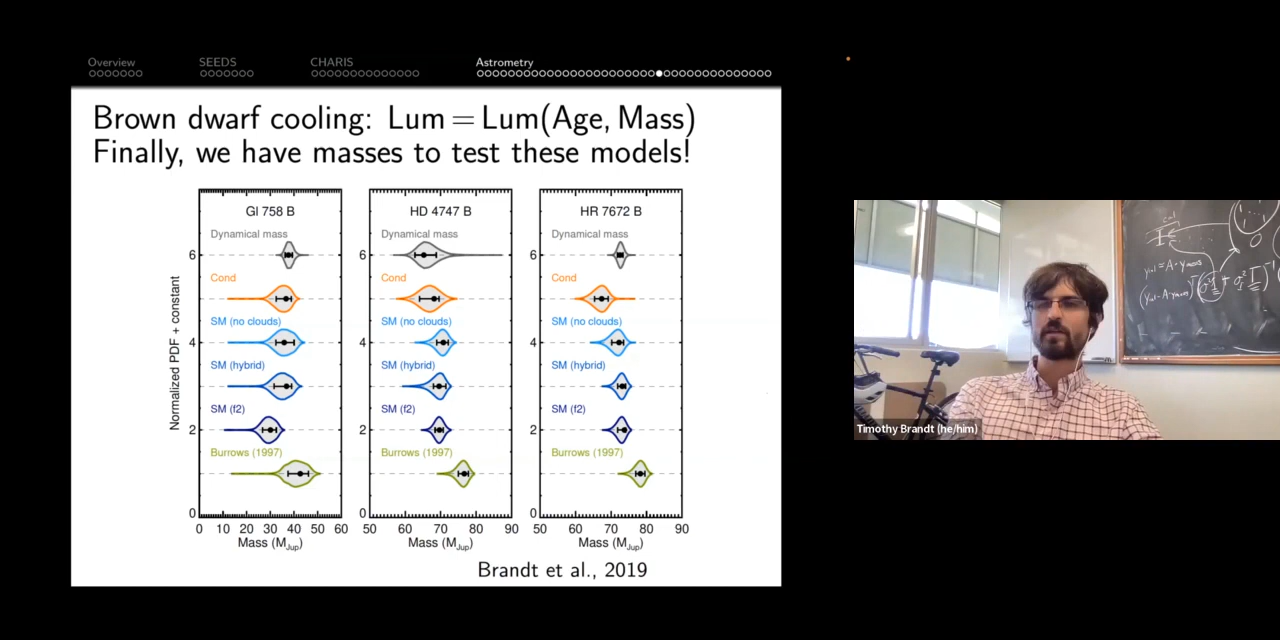 Overview SEEDS CHARIS Astrometry
Brown dwarf cooling: Lum = Lum(Age, Mass)
Finally, we have masses to test these models!
Normalized PDF + constant
Gl 758 B
Dynamical mass
Cond
SM (no clouds)
SM (hybrid)
SM (f2)
Burrows (1997)
6
4
2
0
0 10 20 30 40 50 60
Mass (MJup)
HD 4747 B
Dynamical mass
Cond
SM (no clouds)
SM (hybrid)
SM (f2)
Burrows (1997)
6
4
2
0
50 60 70 80 90
Mass (MJup)
HR 7672 B
Dynamical mass
Cond
SM (no clouds)
SM (hybrid)
SM (f2)
Burrows (1997)
6
4
2
0
50 60 70 80 90
Mass (MJup)
Brandt et al., 2019
Timothy Brandt (he/him)